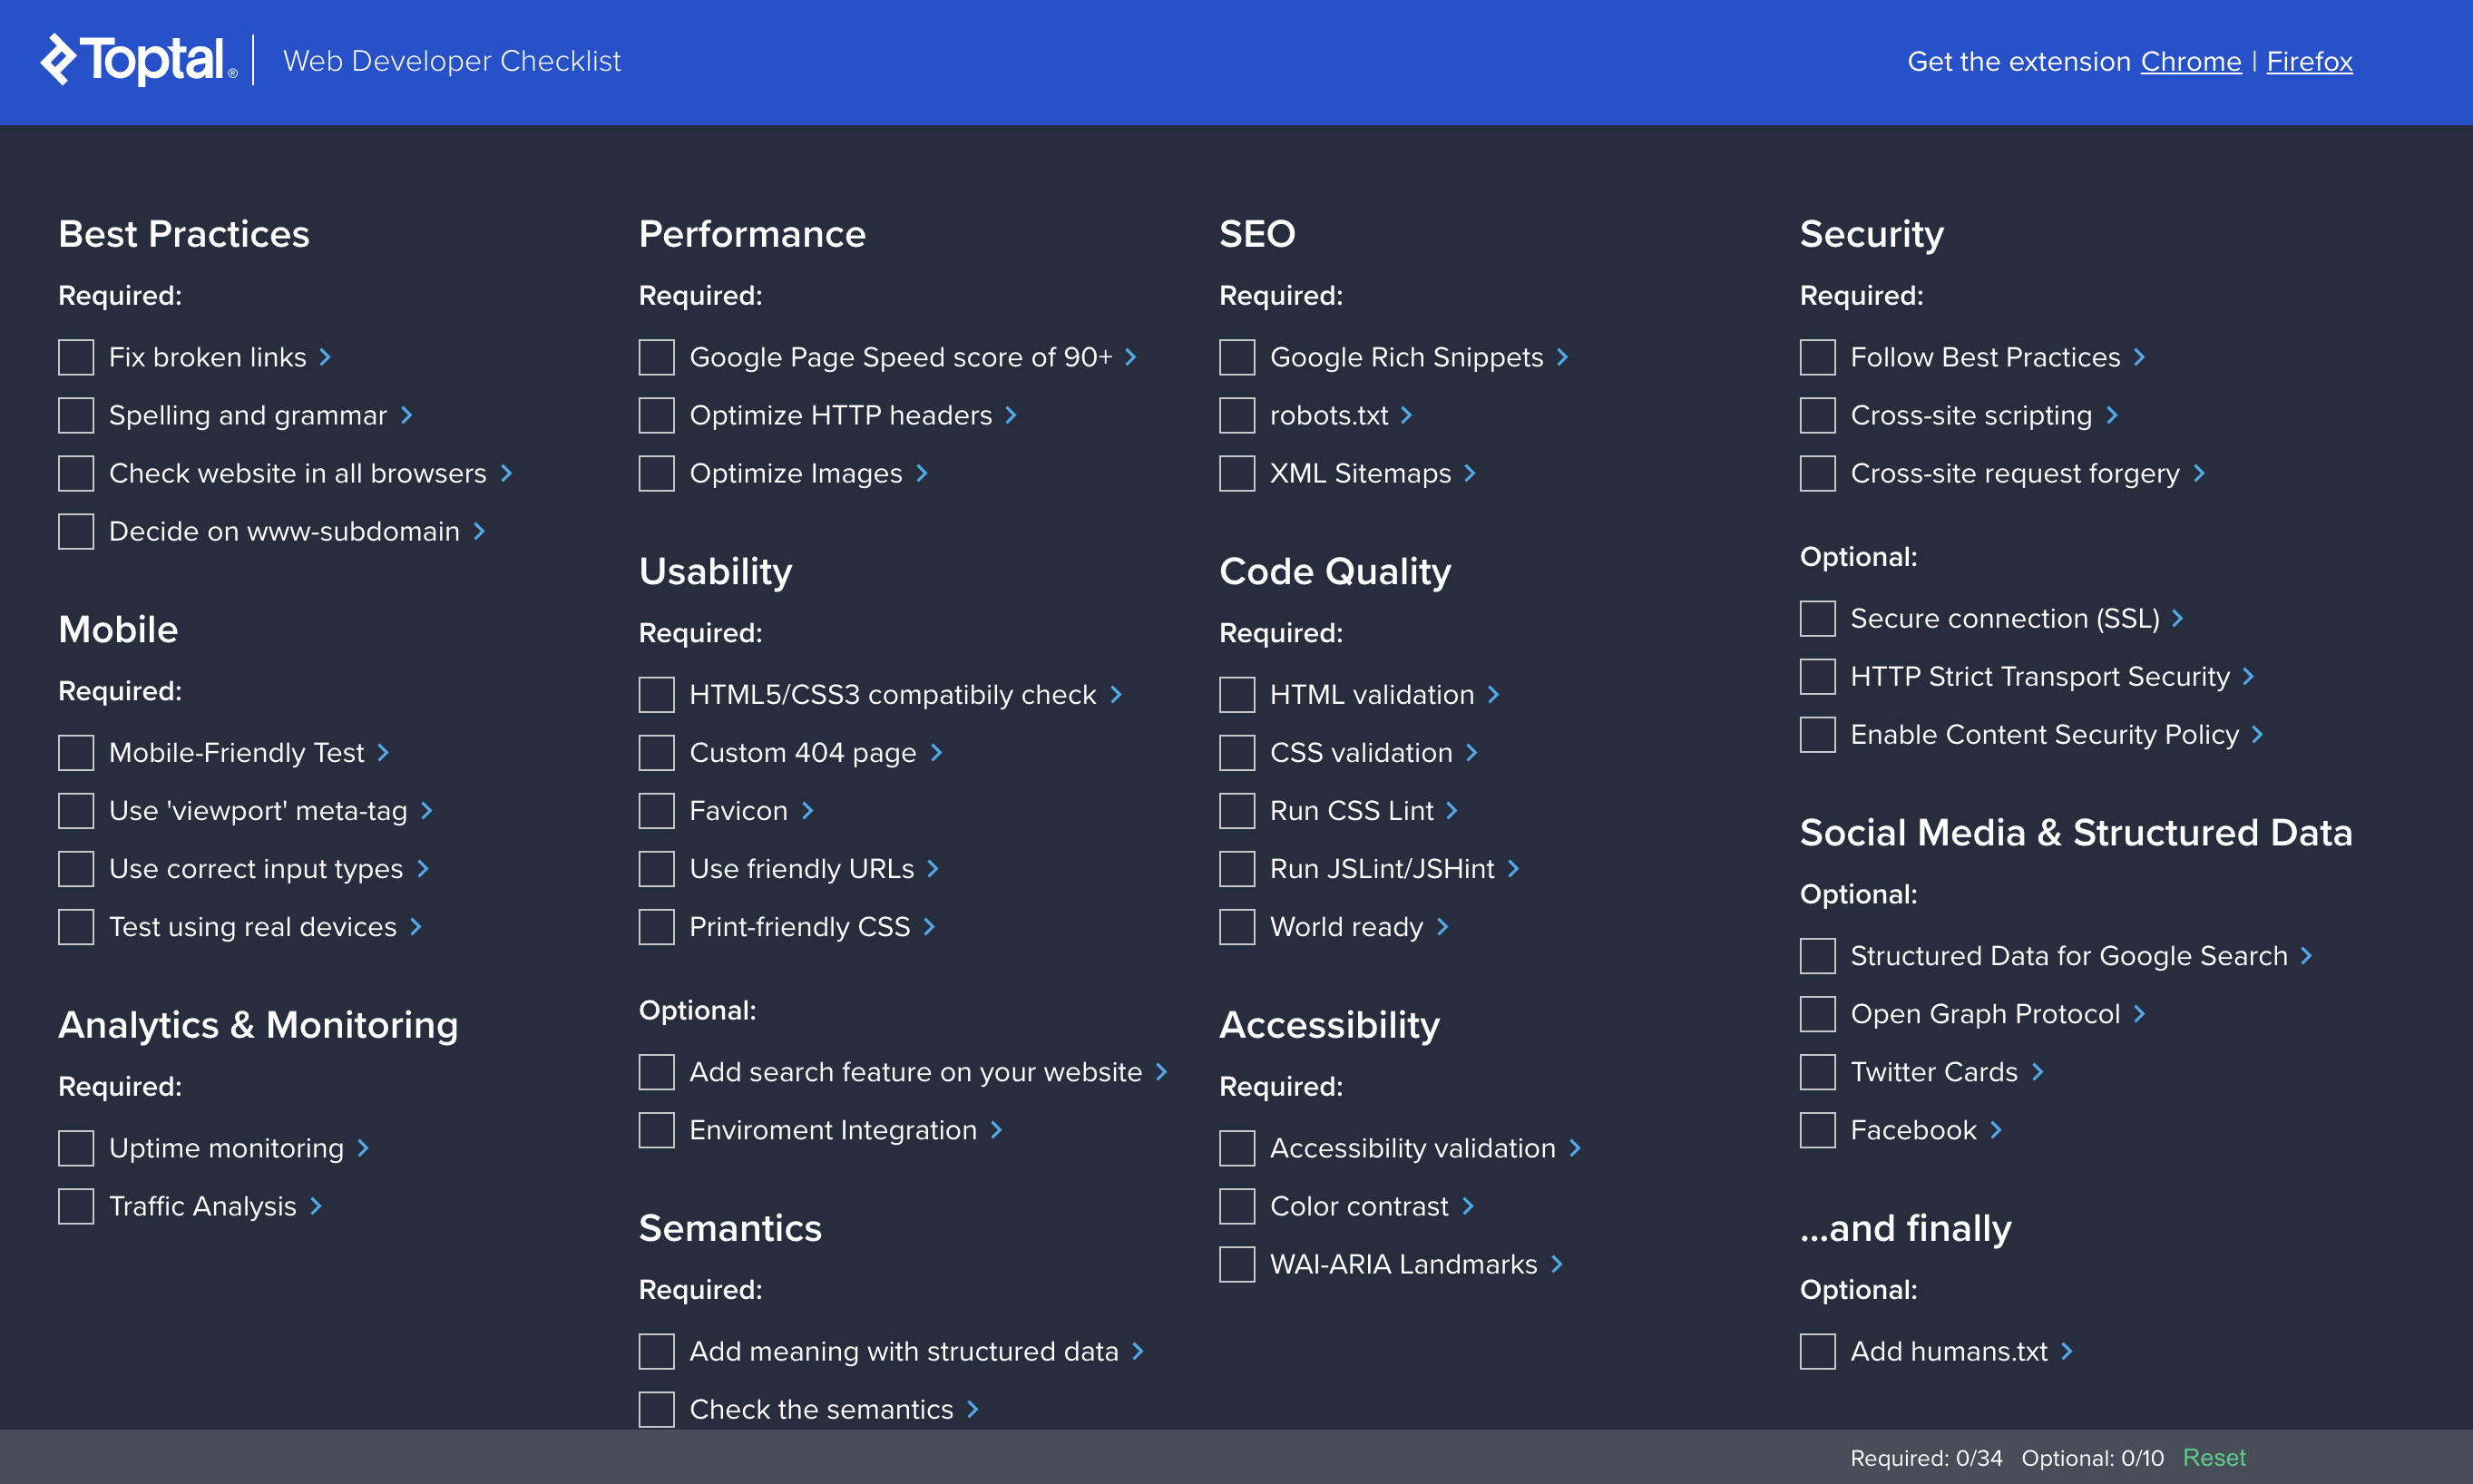 Toptal®
Web Developer Checklist
Get the extension Chrome | Firefox
Best Practices
Required:
Fix broken links
Spelling and grammar
Check website in all browsers
Decide on www-subdomain
Mobile
Required:
Mobile-Friendly Test
Use 'viewport' meta-tag
Use correct input types
Test using real devices
Analytics & Monitoring
Required:
Uptime monitoring
Traffic Analysis
Performance
Required:
Google Page Speed score of 90+
Optimize HTTP headers
Optimize Images
Usability
Required:
HTML5/CSS3 compatibily check
Custom 404 page
Favicon
Use friendly URLs
Print-friendly CSS
Optional:
Add search feature on your website
Enviroment Integration
Semantics
Required:
Add meaning with structured data
Check the semantics
SEO
Required:
Google Rich Snippets
robots.txt
XML Sitemaps
Code Quality
Required:
HTML validation
CSS validation
Run CSS Lint
Run JSLint/JSHint
World ready
Accessibility
Required:
Accessibility validation
Color contrast
WAI-ARIA Landmarks
Security
Required:
Follow Best Practices
Cross-site scripting
Cross-site request forgery
Optional:
Secure connection (SSL)
HTTP Strict Transport Security
Enable Content Security Policy
Social Media & Structured Data
Optional:
Structured Data for Google Search
Open Graph Protocol
Twitter Cards
Facebook
...and finally
Optional:
Add humans.txt
Required: 0/34 Optional: 0/10 Reset